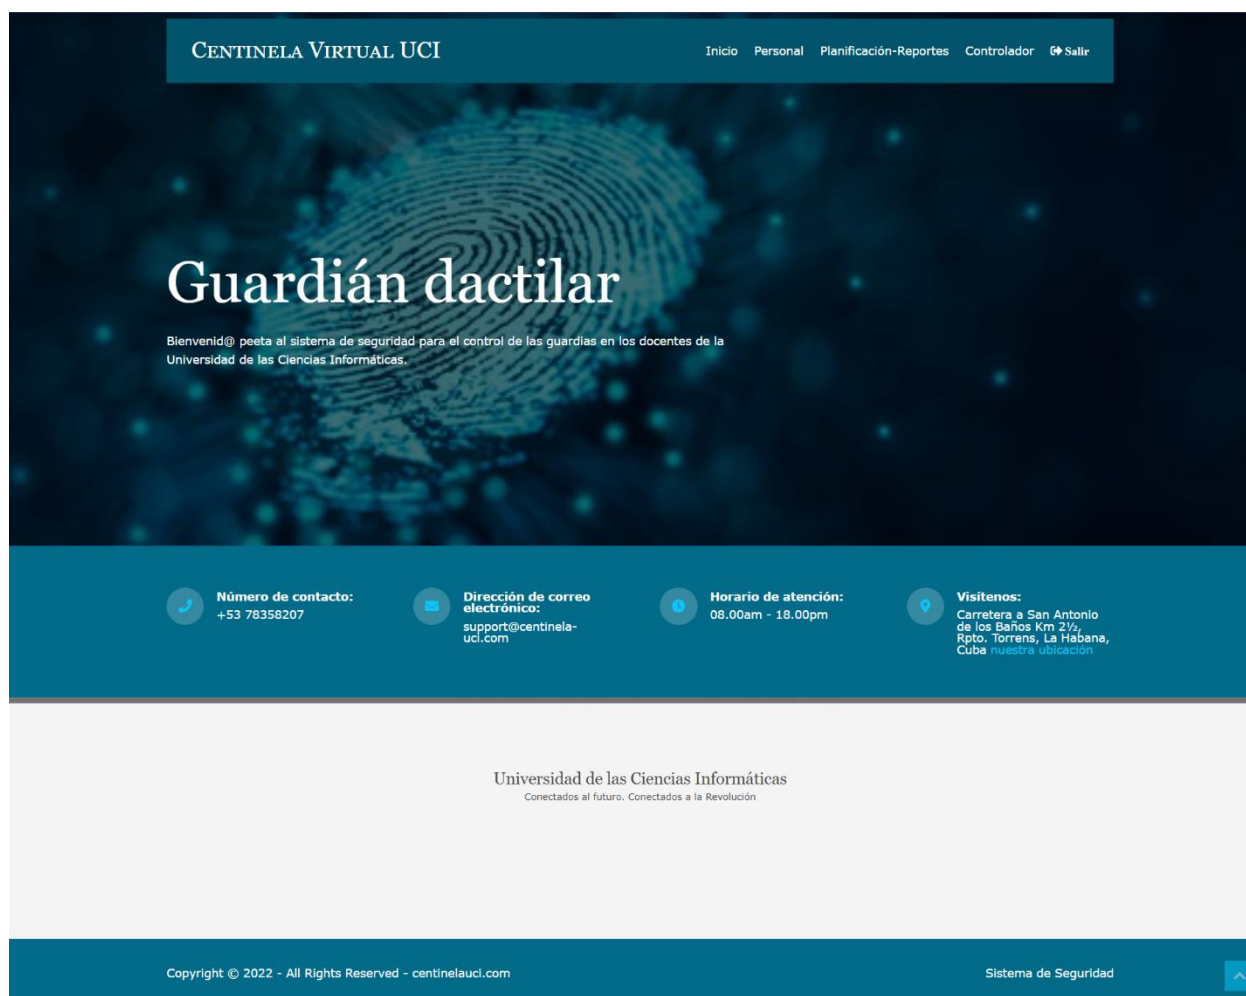 CENTINELA VIRTUAL UCI
Inicio Personal Planificación-Reportes Controlador Salir
Guardián dactilar
Bienvenid@ peeta al sistema de seguridad para el control de las guardias en los docentes de la
Universidad de las Ciencias Informáticas.
Número de contacto:
+53 78358207
Dirección de correo
electrónico:
support@centinela-
uci.com
Horario de atención:
08.00am - 18.00pm
Visítenos:
Carretera a San Antonio
de los Baños Km 2½,
Rpto. Torrens, La Habana,
Cuba nuestra ubicación
Universidad de las Ciencias Informáticas
Conectados al futuro. Conectados a la Revolución
Copyright © 2022 - All Rights Reserved - centinelauci.com
Sistema de Seguridad